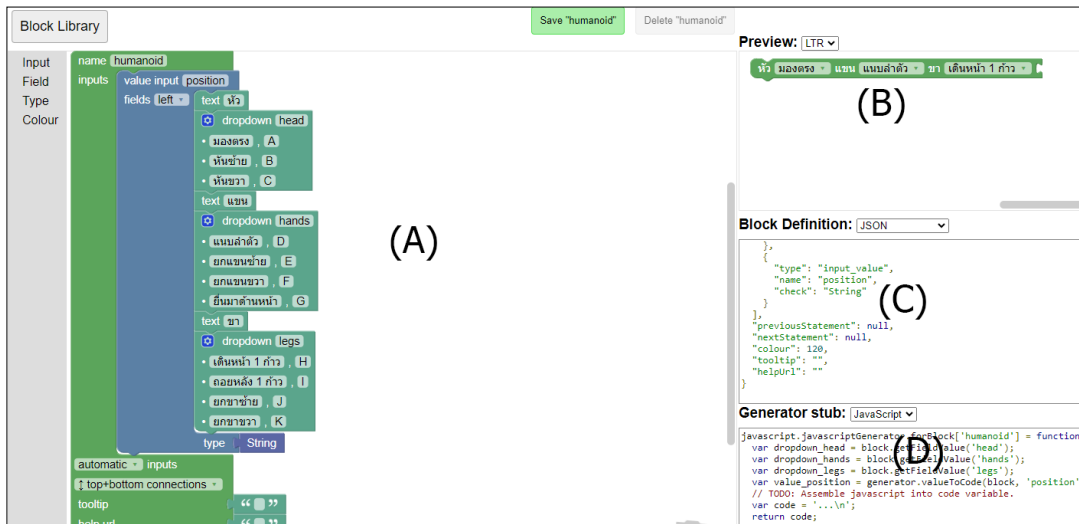 Block Library
Save "humanoid"
Delete "humanoid"
Input
Field
Type
Colour
name humanoid
inputs value input position
fields left text หัว
dropdown head
มองตรง , A
หันซ้าย , B
หันขวา , C
text แขน
dropdown hands
แนบลำตัว , D
ยกแขนซ้าย , E
ยกแขนขวา , F
ยื่นมาด้านหน้า , G
text ขา
dropdown legs
เดินหน้า 1 ก้าว , H
ถอยหลัง 1 ก้าว , I
ยกขาซ้าย , J
ยกขาขวา , K
type String
automatic inputs
↕ top+bottom connections
tooltip “ ”
help url “ ”
(A)
Preview: LTR
หัว มองตรง แขน แนบลำตัว ขา เดินหน้า 1 ก้าว
(B)
Block Definition: JSON
},
{
"type": "input_value",
"name": "position",
"check": "String"
}
],
"previousStatement": null,
"nextStatement": null,
"colour": 120,
"tooltip": "",
"helpUrl": ""
}
(C)
Generator stub: JavaScript
javascript.javascriptGenerator.forBlock['humanoid'] = function
var dropdown_head = block.getFieldValue('head');
var dropdown_hands = block.getFieldValue('hands');
var dropdown_legs = block.getFieldValue('legs');
var value_position = generator.valueToCode(block, 'position'
// TODO: Assemble javascript into code variable.
var code = '...\n';
return code;
(D)